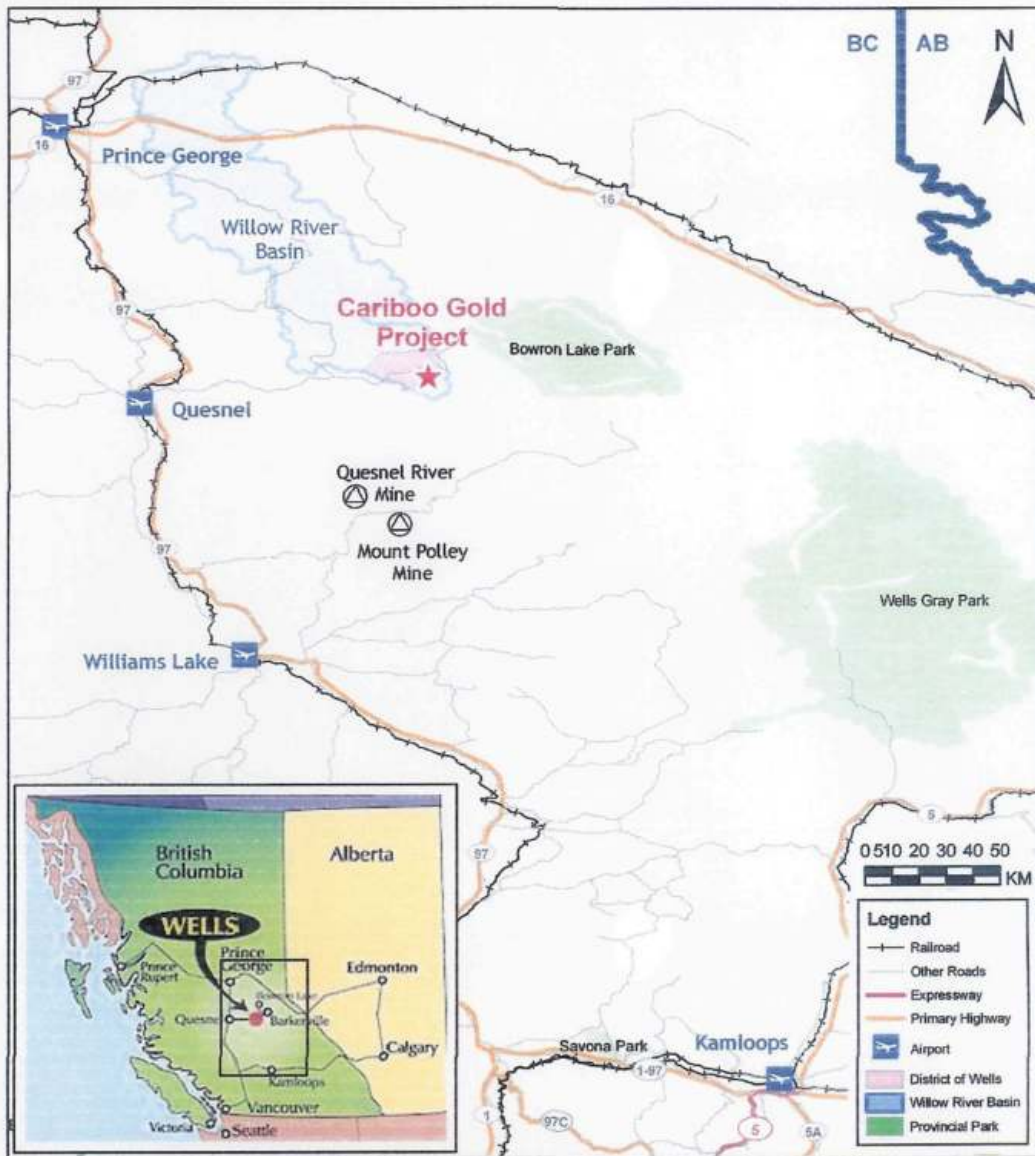 97
BC AB
N
16
Prince George
Willow River
Basin
16
97
Cariboo Gold
Project
Bowron Lake Park
Quesnel
Quesnel River
Mine
Mount Polley
Mine
97
Wells Gray Park
Williams Lake
5
97
0 510 20 30 40 50
KM
Savona Park
Kamloops
1-97
1
97C
5
5A
British
Columbia
Alberta
WELLS
Prince
George
Prince
Rupert
Edmonton
Bowron Lake
Quesnel
Barkerville
Calgary
Kamloops
Vancouver
Victoria
Seattle
Legend
Railroad
Other Roads
Expressway
Primary Highway
Airport
District of Wells
Willow River Basin
Provincial Park